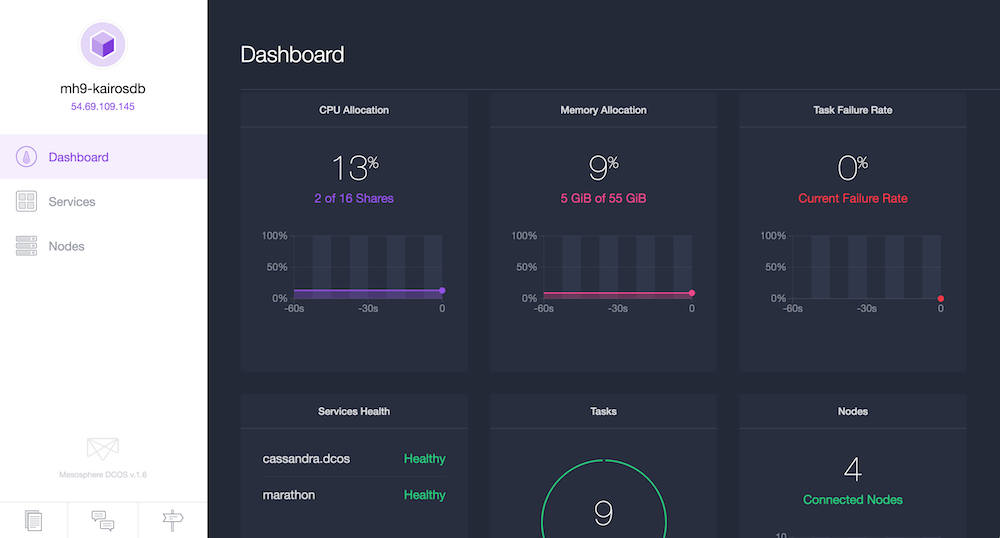 mh9-kairosdb
54.69.109.145
Dashboard
Services
Nodes
Mesosphere DCOS v.1.6
Dashboard
CPU Allocation
13%
2 of 16 Shares
100%
50%
0%
-60s -30s 0
Memory Allocation
9%
5 GiB of 55 GiB
100%
50%
0%
-60s -30s 0
Task Failure Rate
0%
Current Failure Rate
100%
50%
0%
-60s -30s 0
Services Health
cassandra.dcos Healthy
marathon Healthy
Tasks
9
Nodes
4
Connected Nodes
10